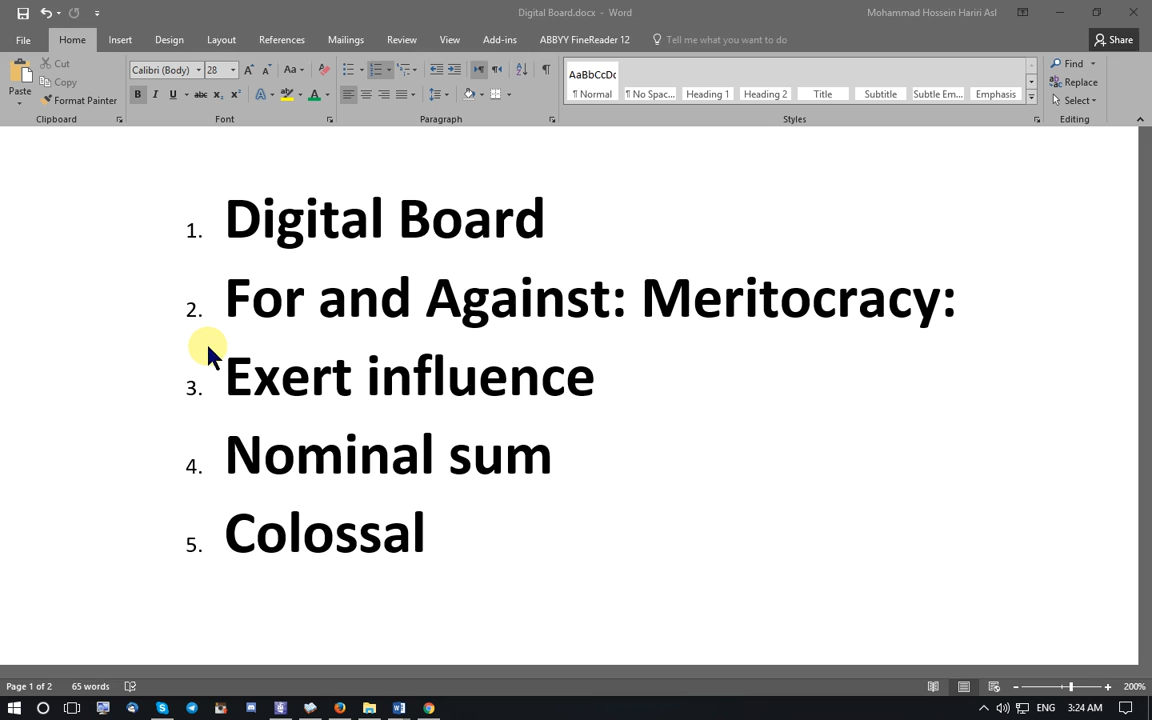 Digital Board.docx - Word
Mohammad Hossein Hariri Asl
File Home Insert Design Layout References Mailings Review View Add-ins ABBYY FineReader 12 Tell me what you want to do Share
Paste
Cut
Copy
Format Painter
Calibri (Body) 28
B I U abc X₂ X²
AaBbCcDc
¶ Normal ¶ No Spac... Heading 1 Heading 2 Title Subtitle Subtle Em... Emphasis
Find
Replace
Select
Clipboard Font Paragraph Styles Editing
1. Digital Board
2. For and Against: Meritocracy:
3. Exert influence
4. Nominal sum
5. Colossal
Page 1 of 2 65 words 200%
ENG 3:24 AM